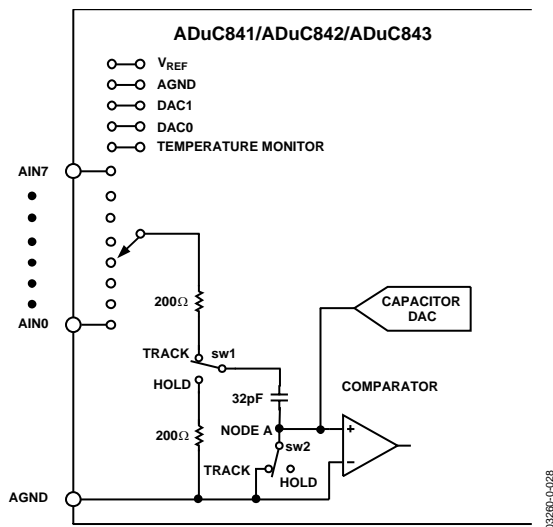 ADuC841/ADuC842/ADuC843
VREF
AGND
DAC1
DAC0
TEMPERATURE MONITOR
AIN7
AIN0
200Ω
CAPACITOR
DAC
TRACK
sw1
HOLD
32pF
COMPARATOR
200Ω
NODE A
+
sw2
–
TRACK
HOLD
AGND
03260-0-028